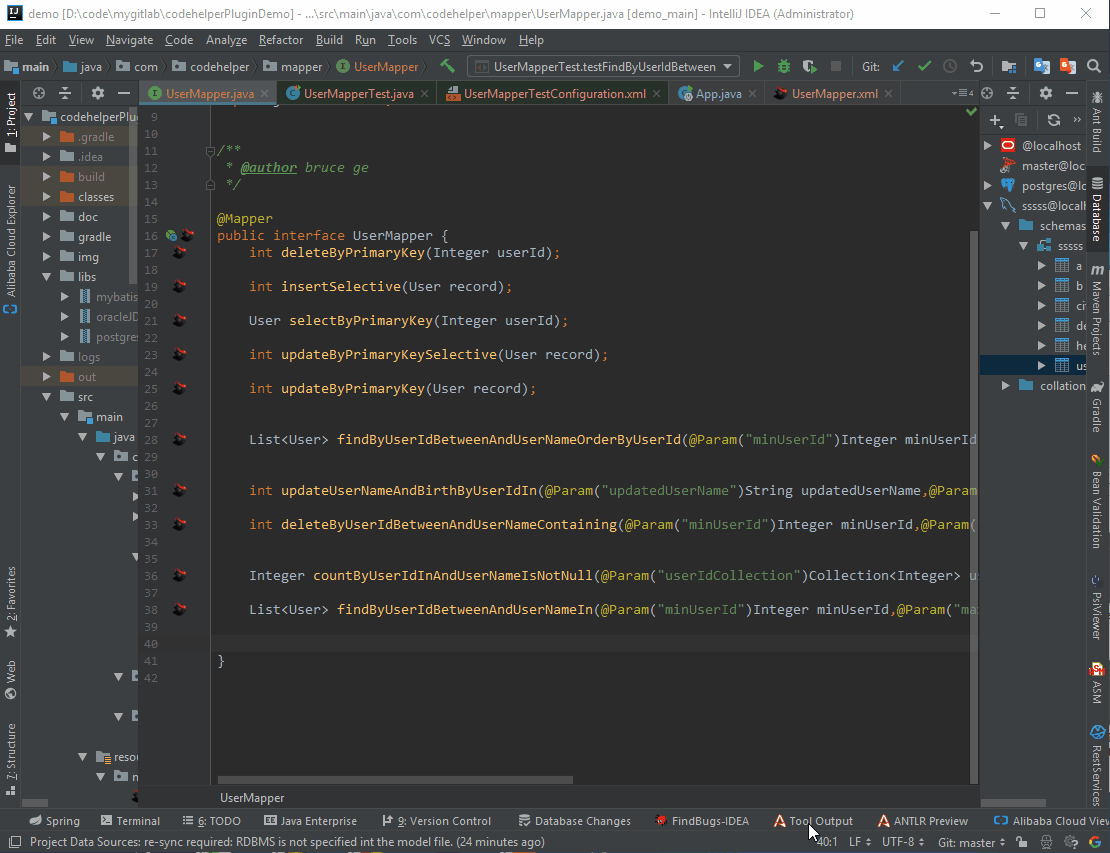 demo [D:\code\mygitlab\codehelperPluginDemo] - ...\src\main\java\com\codehelper\mapper\UserMapper.java [demo_main] - IntelliJ IDEA (Administrator)
File Edit View Navigate Code Analyze Refactor Build Run Tools VCS Window Help
main java com codehelper mapper UserMapper UserMapperTest.testFindByUserIdBetween Git:
UserMapper.java UserMapperTest.java UserMapperTestConfiguration.xml App.java UserMapper.xml
1: Project
Alibaba Cloud Explorer
2: Favorites
Web
7: Structure
codehelperPlu
.gradle
.idea
build
classes
doc
gradle
img
libs
mybatis
oracleJD
postgres
logs
out
src
main
java
c
resou
9
10
11 /**
12 * @author bruce ge
13 */
14
15 @Mapper
16 public interface UserMapper {
17 int deleteByPrimaryKey(Integer userId);
18
19 int insertSelective(User record);
20
21 User selectByPrimaryKey(Integer userId);
22
23 int updateByPrimaryKeySelective(User record);
24
25 int updateByPrimaryKey(User record);
26
27
28 List<User> findByUserIdBetweenAndUserNameOrderByUserId(@Param("minUserId")Integer minUserId
29
30
31 int updateUserNameAndBirthByUserIdIn(@Param("updatedUserName")String updatedUserName,@Param
32
33 int deleteByUserIdBetweenAndUserNameContaining(@Param("minUserId")Integer minUserId,@Param(
34
35
36 Integer countByUserIdInAndUserNameIsNotNull(@Param("userIdCollection")Collection<Integer> u
37
38 List<User> findByUserIdBetweenAndUserNameIn(@Param("minUserId")Integer minUserId,@Param("ma
39
40
41 }
42
UserMapper
@localhost
master@loc
postgres@lo
sssss@localh
schemas
sssss
a
b
ci
de
he
us
collation
Ant Build
Database
Maven Projects
Gradle
Bean Validation
PsiViewer
ASM
RestServices
Spring Terminal 6: TODO Java Enterprise 9: Version Control Database Changes FindBugs-IDEA Tool Output ANTLR Preview Alibaba Cloud View
Project Data Sources: re-sync required: RDBMS is not specified int the model file. (24 minutes ago) 40:1 LF UTF-8 Git: master